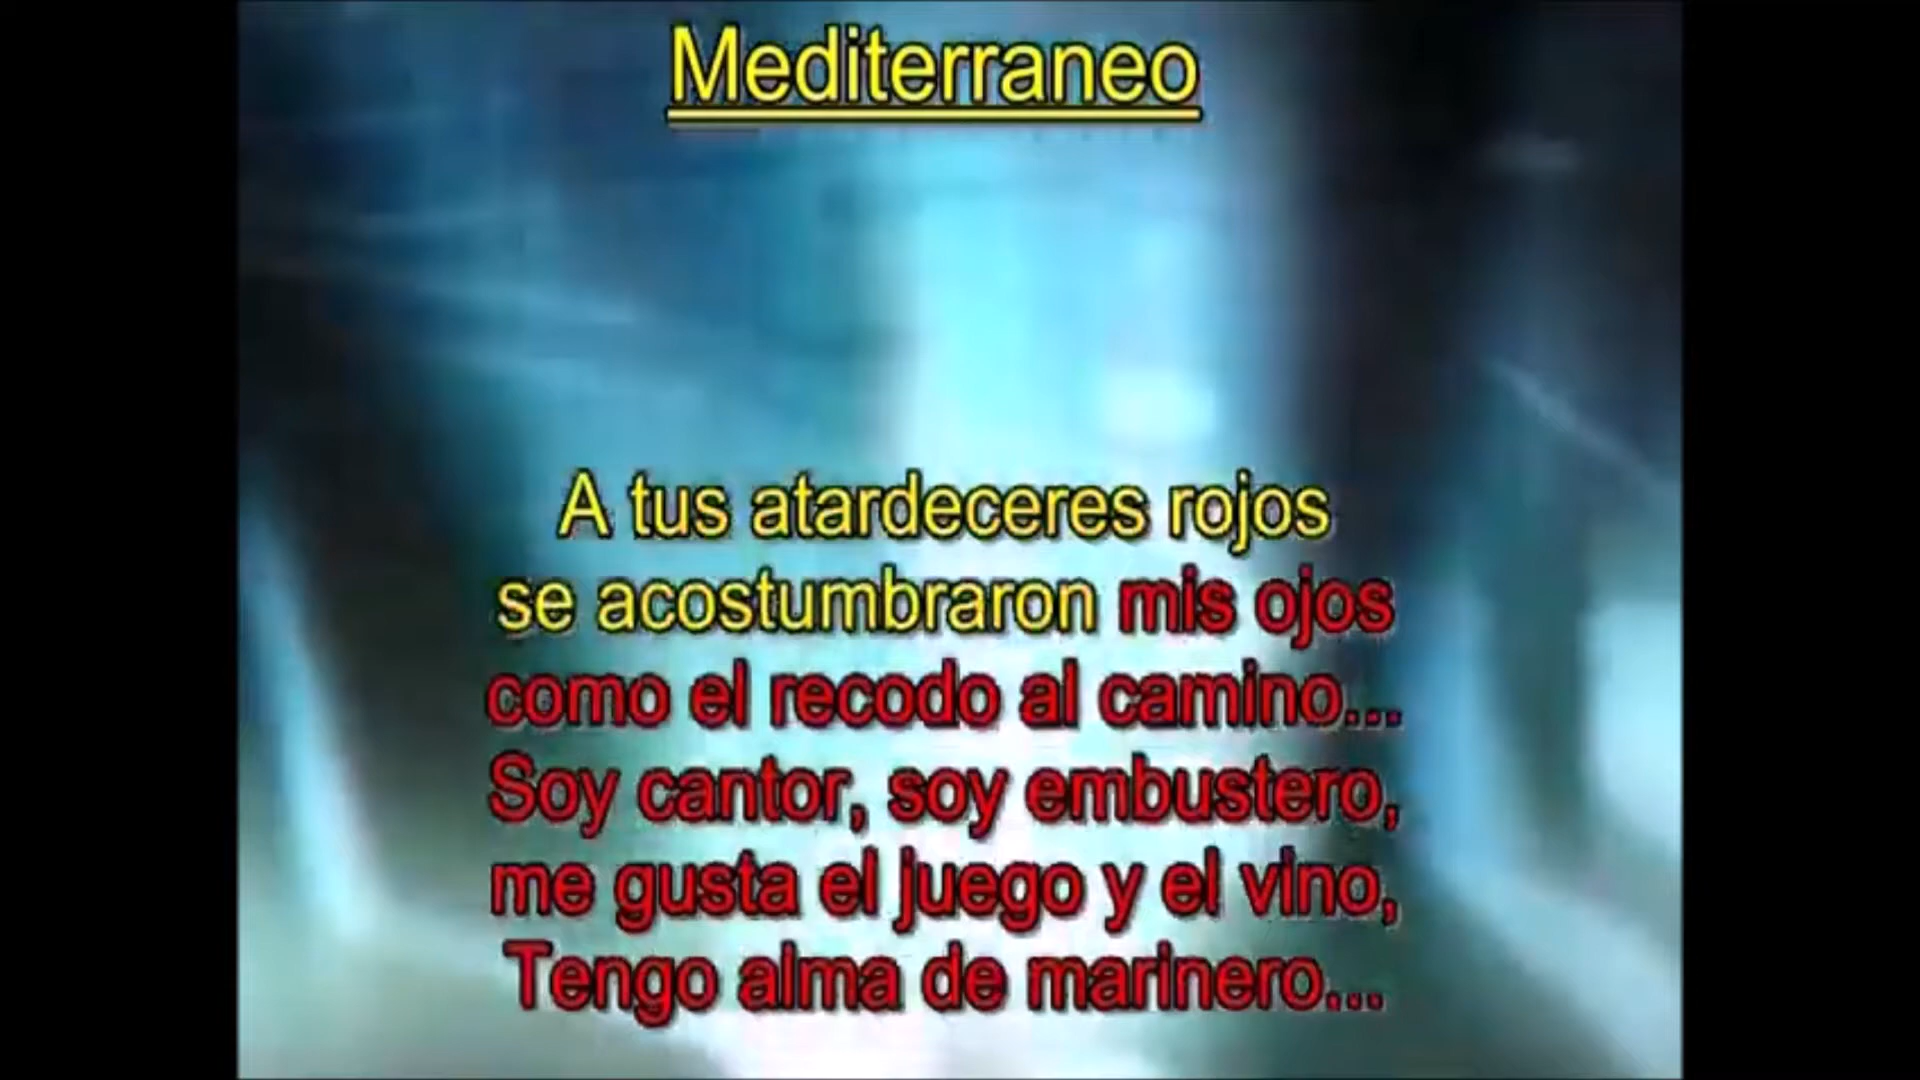 Mediterraneo
A tus atardeceres rojos
se acostumbraron mis ojos
como el recodo al camino...
Soy cantor, soy embustero,
me gusta el juego y el vino,
Tengo alma de marinero...